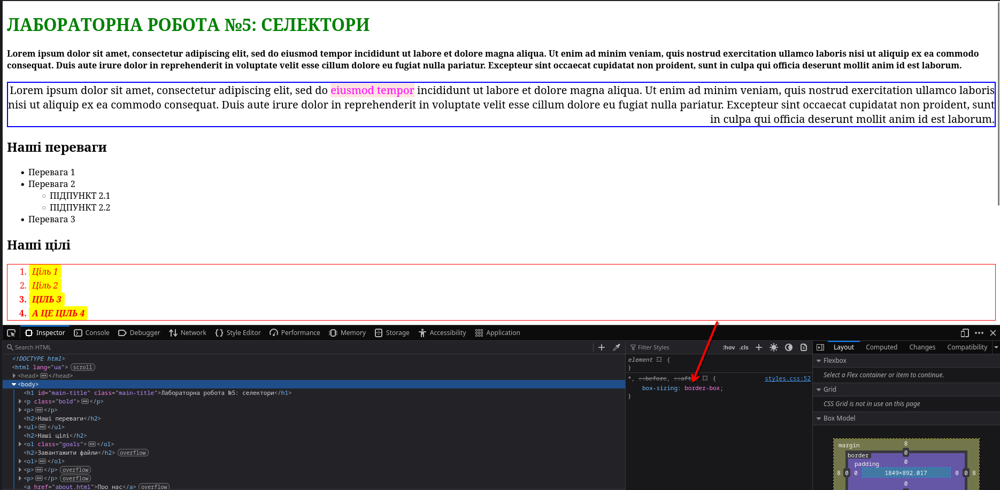 ЛАБОРАТОРНА РОБОТА №5: СЕЛЕКТОРИ
Lorem ipsum dolor sit amet, consectetur adipiscing elit, sed do eiusmod tempor incididunt ut labore et dolore magna aliqua. Ut enim ad minim veniam, quis nostrud exercitation ullamco laboris nisi ut aliquip ex ea commodo
consequat. Duis aute irure dolor in reprehenderit in voluptate velit esse cillum dolore eu fugiat nulla pariatur. Excepteur sint occaecat cupidatat non proident, sunt in culpa qui officia deserunt mollit anim id est laborum.
Lorem ipsum dolor sit amet, consectetur adipiscing elit, sed do eiusmod tempor incididunt ut labore et dolore magna aliqua. Ut enim ad minim veniam, quis nostrud exercitation ullamco laboris
nisi ut aliquip ex ea commodo consequat. Duis aute irure dolor in reprehenderit in voluptate velit esse cillum dolore eu fugiat nulla pariatur. Excepteur sint occaecat cupidatat non proident, sunt
in culpa qui officia deserunt mollit anim id est laborum.
Наші переваги
• Перевага 1
• Перевага 2
◦ ПІДПУНКТ 2.1
◦ ПІДПУНКТ 2.2
• Перевага 3
Наші цілі
1. Ціль 1
2. Ціль 2
3. ЦІЛЬ 3
4. А ЦЕ ЦІЛЬ 4
Inspector Console Debugger Network Style Editor Performance Memory Storage Accessibility Application
Search HTML
<!DOCTYPE html>
<html lang="ua"> scroll
<head> ••• </head>
<body>
<h1 id="main-title" class="main-title">Лабораторна робота №5: селектори</h1>
<p class="bold"> ••• </p>
<p> ••• </p>
<h2>Наші переваги</h2>
<ul> ••• </ul>
<h2>Наші цілі</h2>
<ol class="goals"> ••• </ol>
<h2>Завантажити файли</h2> overflow
<ol> ••• </ol>
<p> ••• </p> overflow
<p> ••• </p> overflow
<a href="about.html">Про нас</a> overflow
Filter Styles :hov .cls +
element {
}
*, ::before, ::aft { styles.css:52
box-sizing: border-box;
}
Layout Computed Changes Compatibility
Flexbox
Select a Flex container or item to continue.
Grid
CSS Grid is not in use on this page
Box Model
margin 8
border 0
padding 0
8 0 0 1849×892.017 0 0 8
0